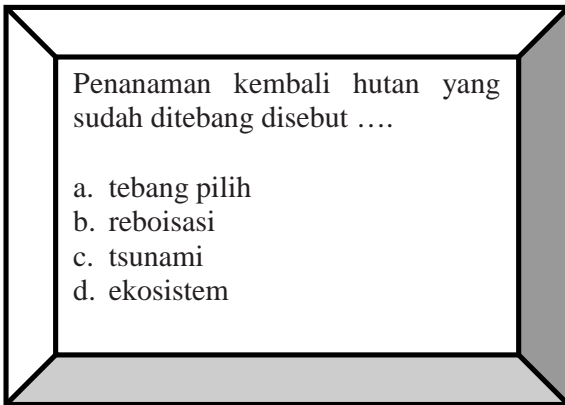 Penanaman kembali hutan yang
sudah ditebang disebut ….
a. tebang pilih
b. reboisasi
c. tsunami
d. ekosistem